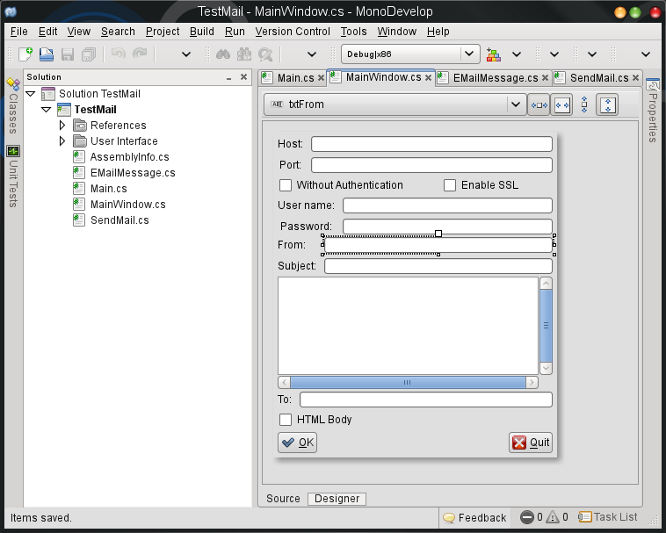 TestMail - MainWindow.cs - MonoDevelop
File Edit View Search Project Build Run Version Control Tools Window Help
Debug|x86
Solution
Main.cs MainWindow.cs EMailMessage.cs SendMail.cs
Classes
Unit Tests
Properties
Solution TestMail
TestMail
References
User Interface
AssemblyInfo.cs
EMailMessage.cs
Main.cs
MainWindow.cs
SendMail.cs
txtFrom
Host:
Port:
Without Authentication Enable SSL
User name:
Password:
From:
Subject:
To:
HTML Body
OK Quit
Source Designer
Items saved. Feedback 0 0 Task List